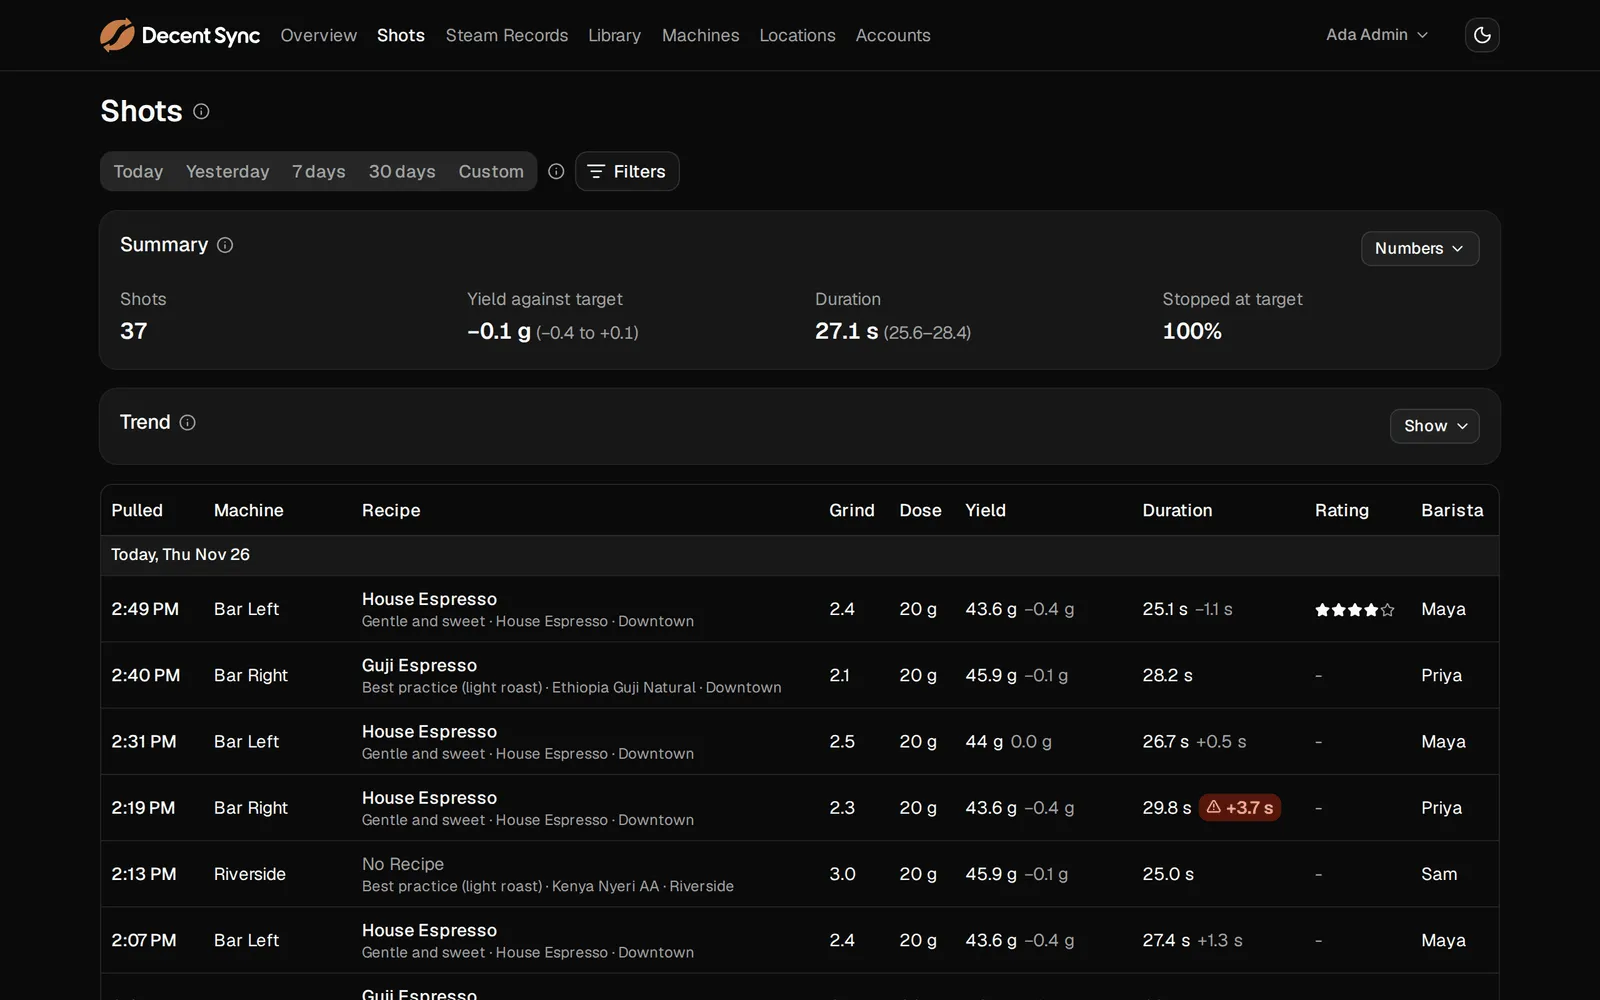 Decent Sync Overview Shots Steam Records Library Machines Locations Accounts Ada Admin
Shots
Today Yesterday 7 days 30 days Custom Filters
Summary Numbers
Shots Yield against target Duration Stopped at target
37 −0.1 g (−0.4 to +0.1) 27.1 s (25.6–28.4) 100%
Trend Show
Pulled Machine Recipe Grind Dose Yield Duration Rating Barista
Today, Thu Nov 26
2:49 PM Bar Left House Espresso 2.4 20 g 43.6 g −0.4 g 25.1 s −1.1 s ★★★★☆ Maya
Gentle and sweet · House Espresso · Downtown
2:40 PM Bar Right Guji Espresso 2.1 20 g 45.9 g −0.1 g 28.2 s - Priya
Best practice (light roast) · Ethiopia Guji Natural · Downtown
2:31 PM Bar Left House Espresso 2.5 20 g 44 g 0.0 g 26.7 s +0.5 s - Maya
Gentle and sweet · House Espresso · Downtown
2:19 PM Bar Right House Espresso 2.3 20 g 43.6 g −0.4 g 29.8 s +3.7 s - Priya
Gentle and sweet · House Espresso · Downtown
2:13 PM Riverside No Recipe 3.0 20 g 45.9 g −0.1 g 25.0 s - Sam
Best practice (light roast) · Kenya Nyeri AA · Riverside
2:07 PM Bar Left House Espresso 2.4 20 g 43.6 g −0.4 g 27.4 s +1.3 s - Maya
Gentle and sweet · House Espresso · Downtown
Guji Espresso